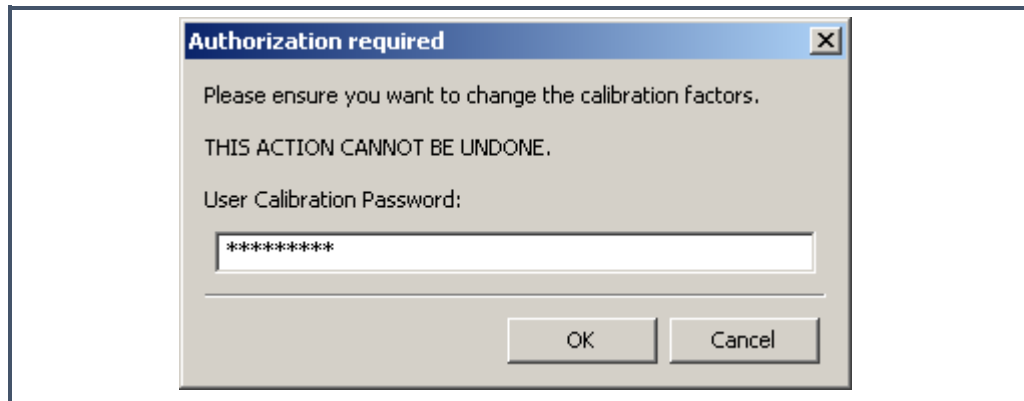 Authorization required
Please ensure you want to change the calibration factors.
THIS ACTION CANNOT BE UNDONE.
User Calibration Password:
*********
OK
Cancel